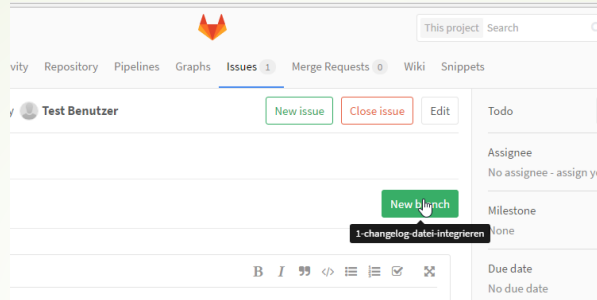 This project Search
vity Repository Pipelines Graphs Issues 1 Merge Requests 0 Wiki Snippets
y Test Benutzer New issue Close issue Edit Todo
Assignee
No assignee - assign yo
New branch
Milestone
None
1-changelog-datei-integrieren
B I
Due date
No due date